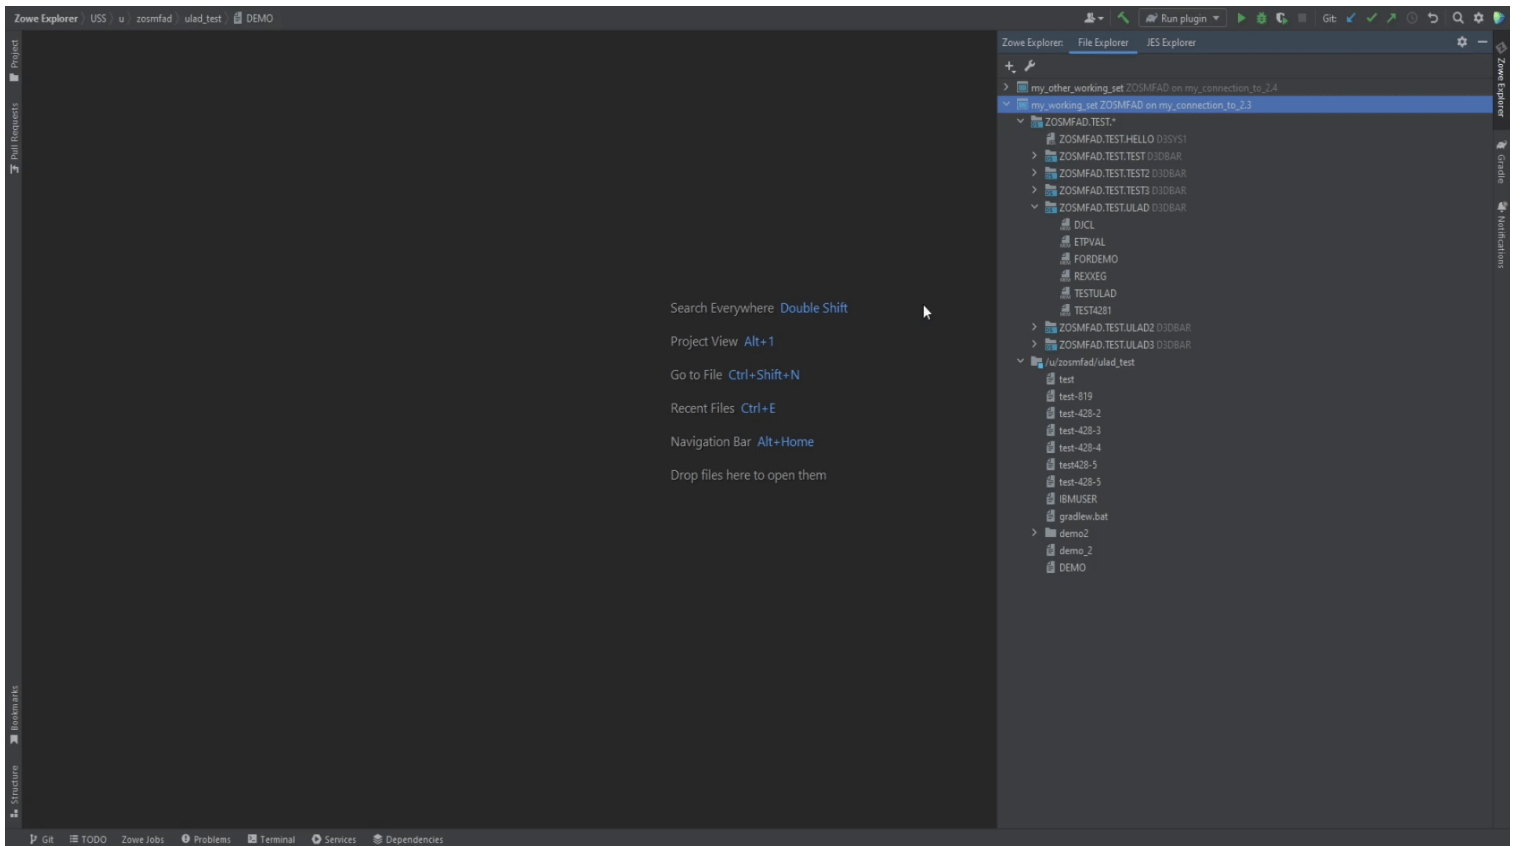 Zowe Explorer USS u zosmfad ulad_test DEMO
Run plugin
Git:
Project
Pull Requests
Bookmarks
Structure
Search Everywhere Double Shift
Project View Alt+1
Go to File Ctrl+Shift+N
Recent Files Ctrl+E
Navigation Bar Alt+Home
Drop files here to open them
Zowe Explorer: File Explorer JES Explorer
my_other_working_set ZOSMFAD on my_connection_to_2.4
my_working_set ZOSMFAD on my_connection_to_2.3
ZOSMFAD.TEST.*
ZOSMFAD.TEST.HELLO D3SYS1
ZOSMFAD.TEST.TEST D3DBAR
ZOSMFAD.TEST.TEST2 D3DBAR
ZOSMFAD.TEST.TEST3 D3DBAR
ZOSMFAD.TEST.ULAD D3DBAR
DJCL
ETPVAL
FORDEMO
REXXEG
TESTULAD
TEST4281
ZOSMFAD.TEST.ULAD2 D3DBAR
ZOSMFAD.TEST.ULAD3 D3DBAR
/u/zosmfad/ulad_test
test
test-819
test-428-2
test-428-3
test-428-4
test428-5
test-428-5
IBMUSER
gradlew.bat
demo2
demo_2
DEMO
Zowe Explorer
Gradle
Notifications
Git TODO Zowe Jobs Problems Terminal Services Dependencies